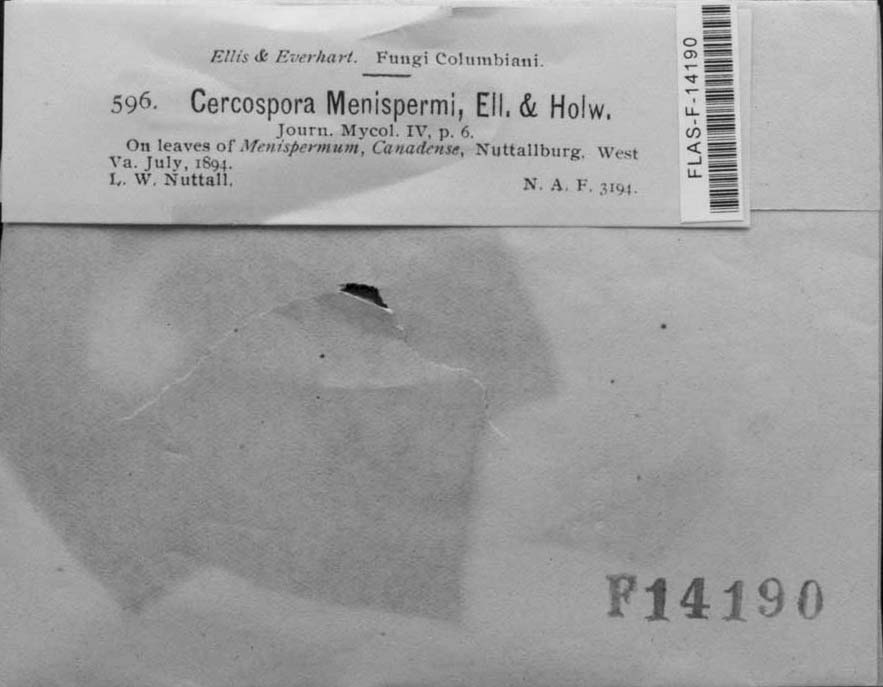 Ellis & Everhart. Fungi Columbiani.
596. Cercospora Menispermi, Ell. & Holw.
Journ. Mycol. IV, p. 6.
On leaves of Menispermum, Canadense, Nuttallburg, West
Va. July, 1894.
L. W. Nuttall.
N. A. F. 3194.
FLAS-F-14190
F14190